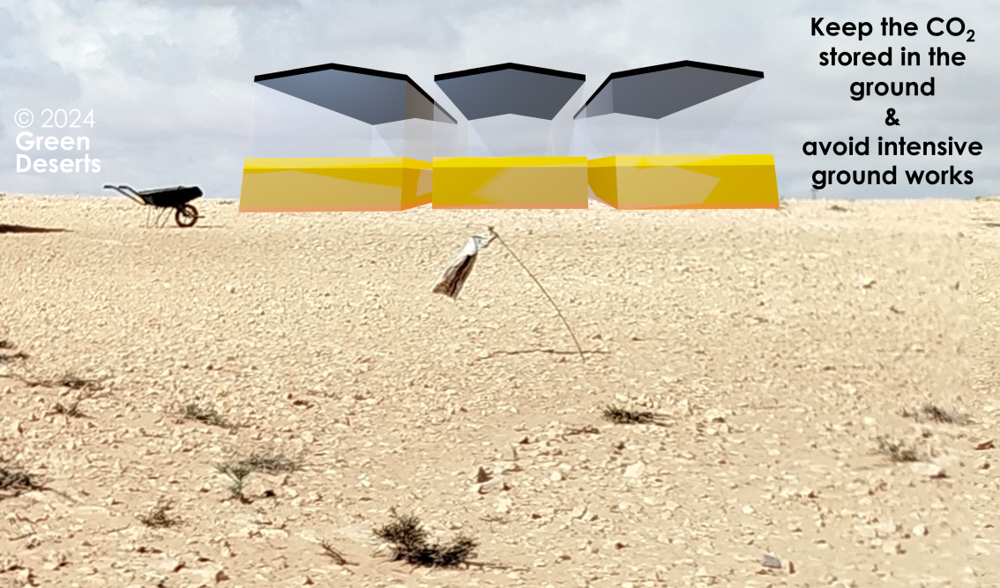 © 2024
Green
Deserts
Keep the CO₂
stored in the
ground
&
avoid intensive
ground works